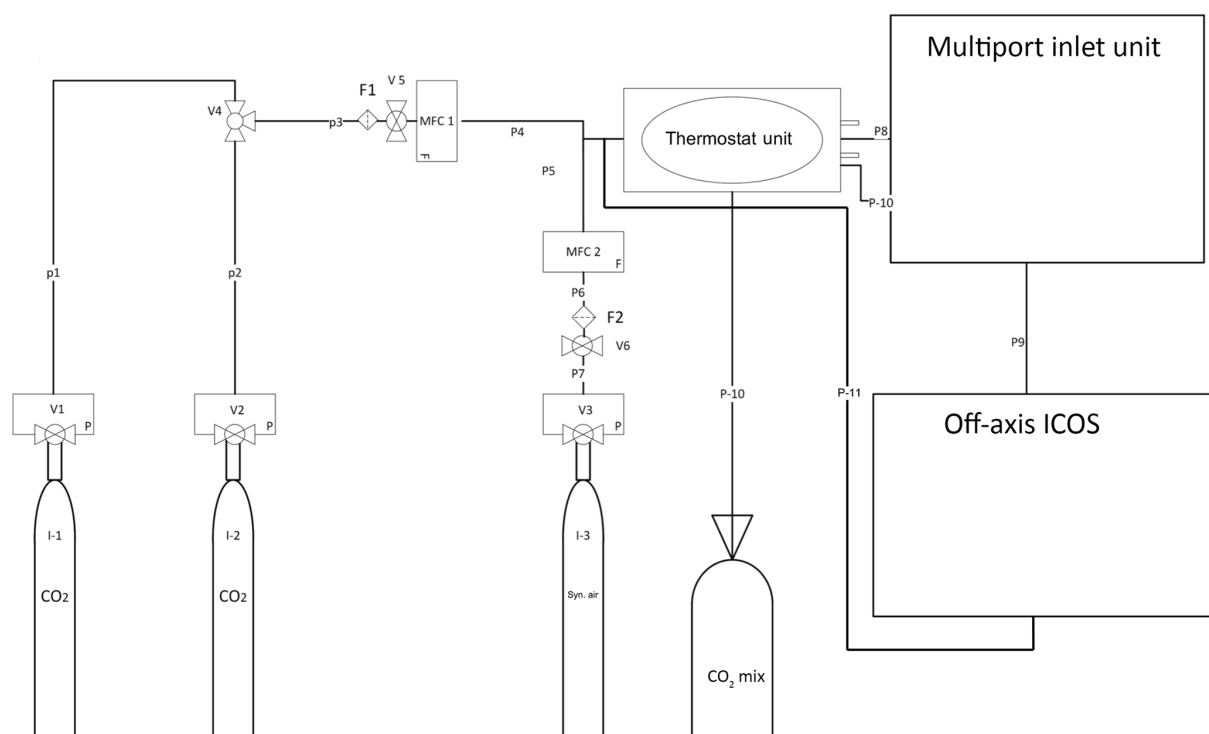 Multiport inlet unit
V 5
F1
V4
MFC 1
F
p3
P4
Thermostat unit
P8
P5
P-10
MFC 2
F
p1
p2
P6
F2
V6
P9
P7
P-10
P-11
V1
P
V2
P
V3
P
Off-axis ICOS
I-1
I-2
I-3
CO2
CO2
Syn. air
CO2 mix